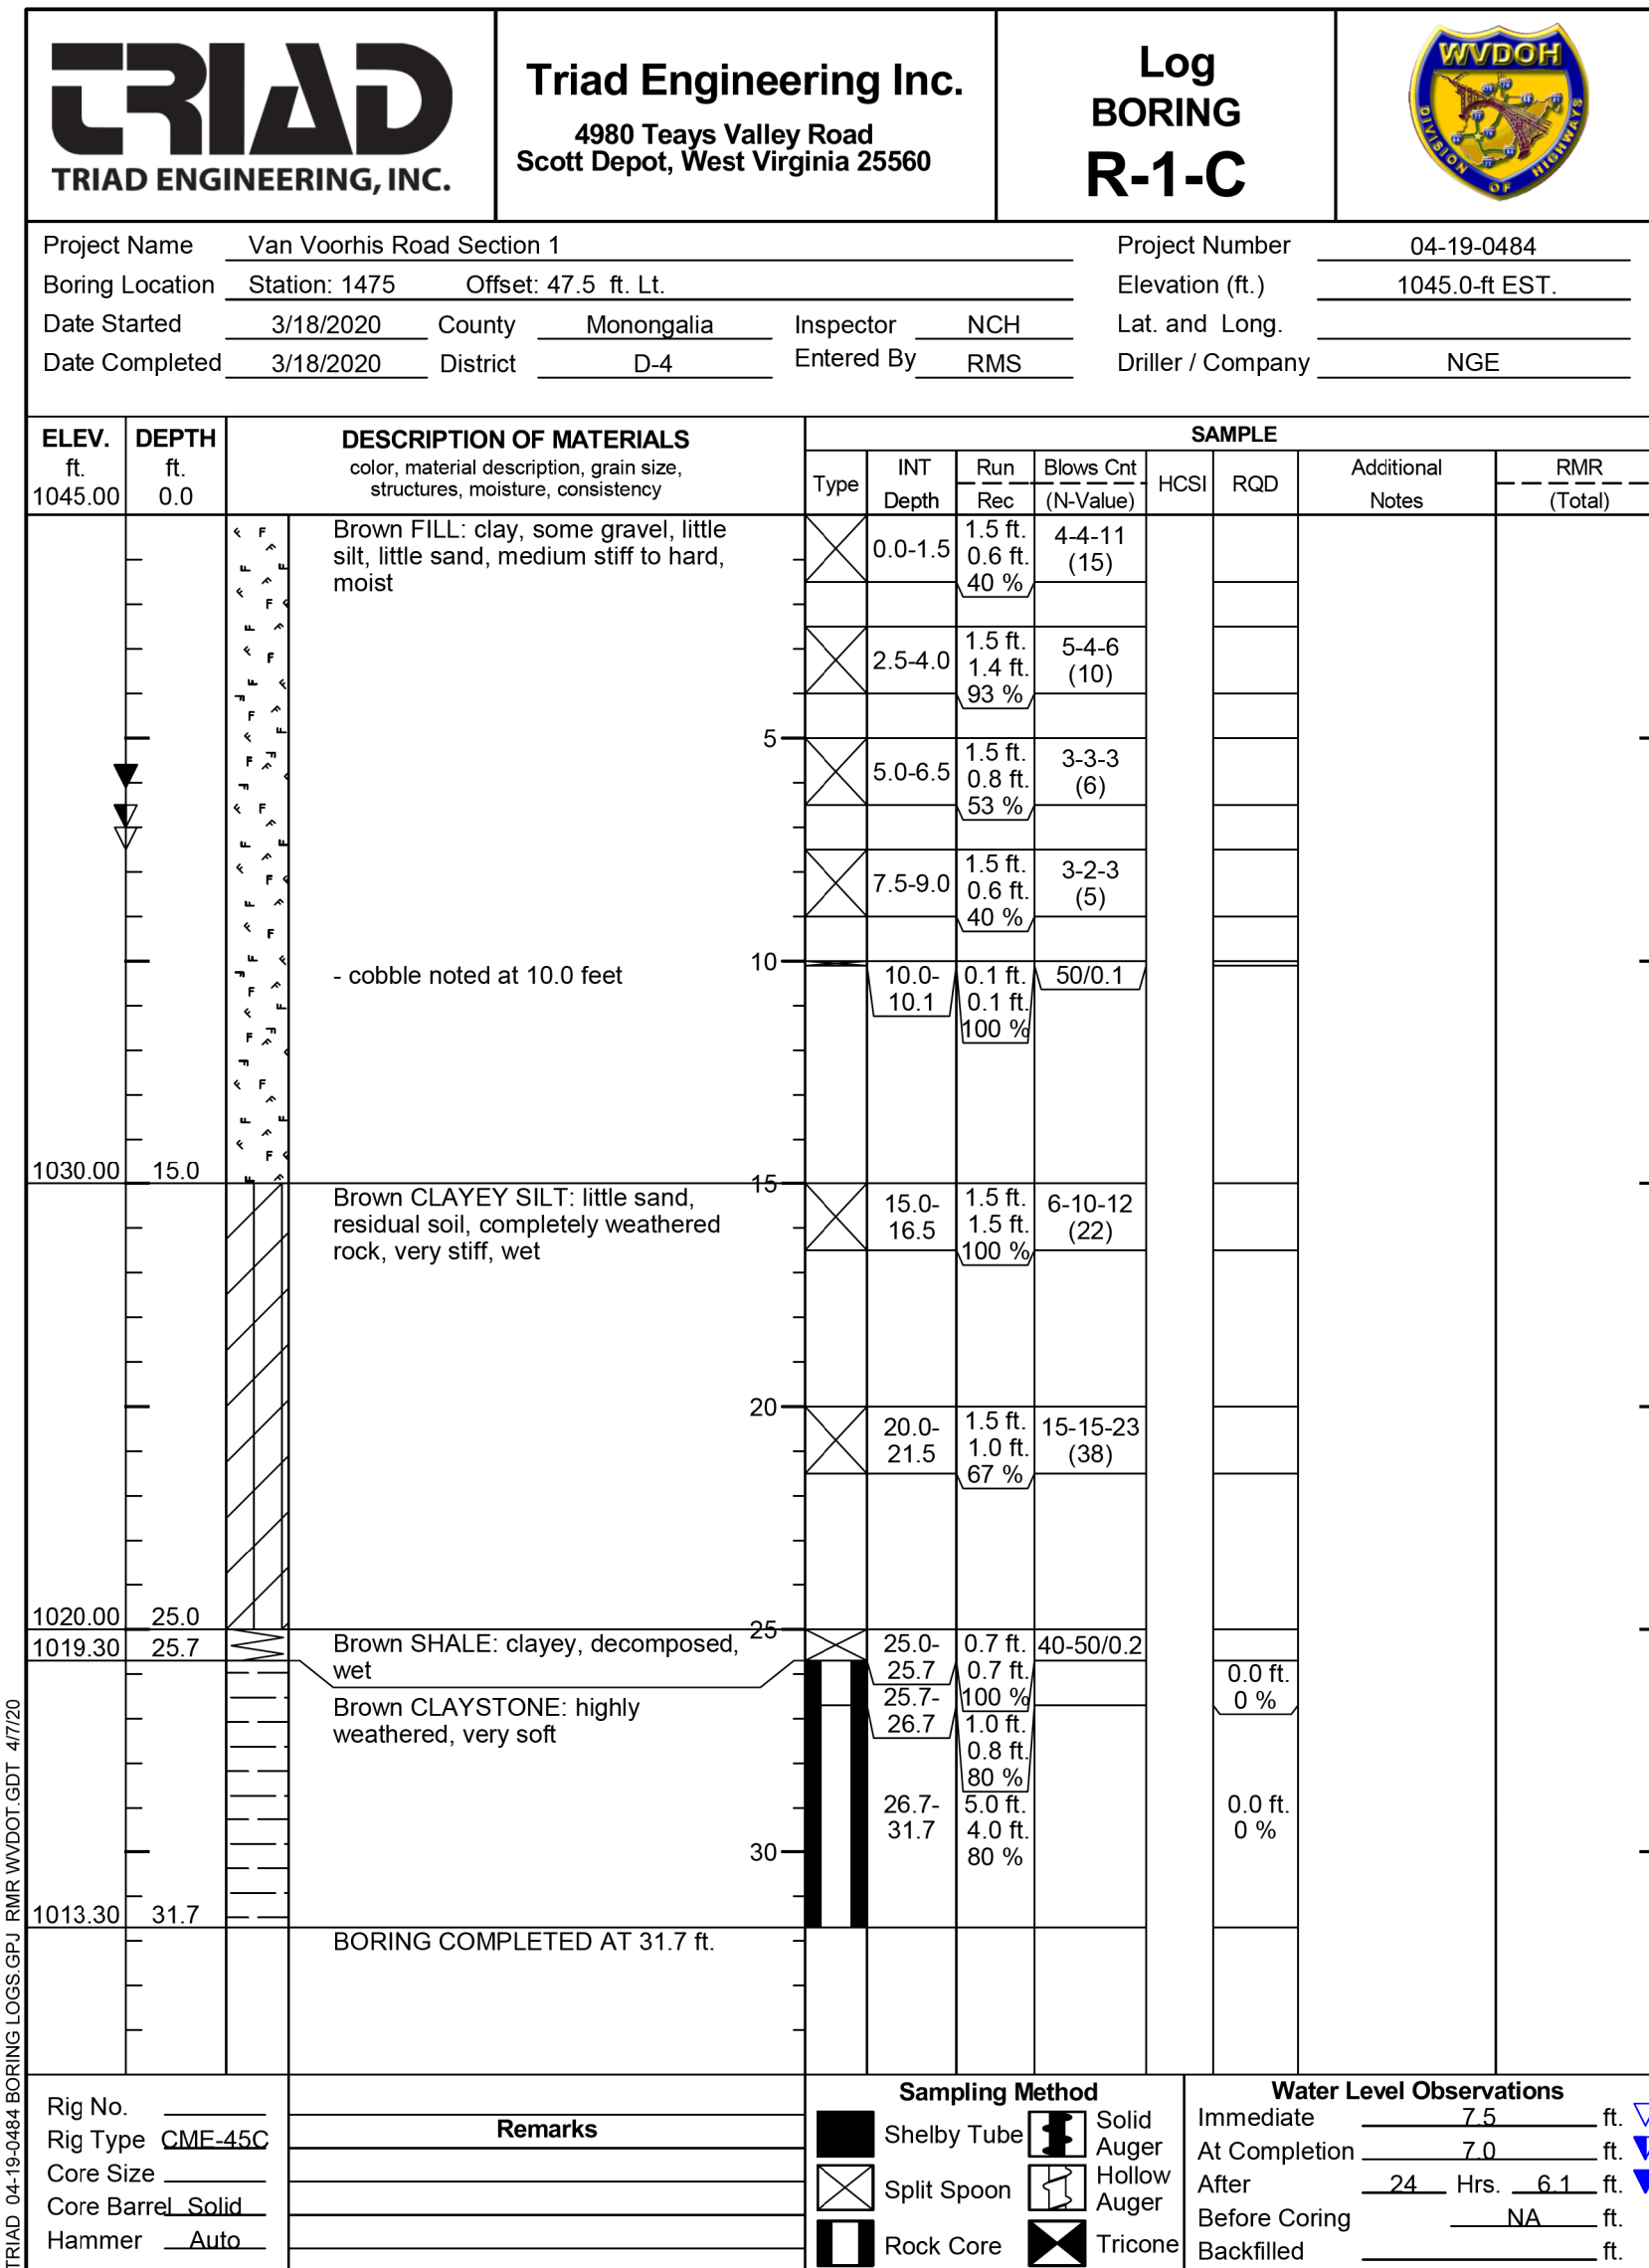 TRIAD
TRIAD ENGINEERING, INC.
Triad Engineering Inc.
4980 Teays Valley Road
Scott Depot, West Virginia 25560
Log
BORING
R-1-C
WVDOH
DIVISION OF HIGHWAYS
Project Name Van Voorhis Road Section 1 Project Number 04-19-0484
Boring Location Station: 1475 Offset: 47.5 ft. Lt. Elevation (ft.) 1045.0-ft EST.
Date Started 3/18/2020 County Monongalia Inspector NCH Lat. and Long.
Date Completed 3/18/2020 District D-4 Entered By RMS Driller / Company NGE
ELEV. DEPTH DESCRIPTION OF MATERIALS SAMPLE
ft. ft. color, material description, grain size,
1045.00 0.0 structures, moisture, consistency
Type INT Depth Run Rec Blows Cnt (N-Value) HCSI RQD Additional Notes RMR (Total)
Brown FILL: clay, some gravel, little
silt, little sand, medium stiff to hard,
moist
0.0-1.5 1.5 ft. 4-4-11
0.6 ft. (15)
40 %
2.5-4.0 1.5 ft. 5-4-6
1.4 ft. (10)
93 %
5
5.0-6.5 1.5 ft. 3-3-3
0.8 ft. (6)
53 %
7.5-9.0 1.5 ft. 3-2-3
0.6 ft. (5)
40 %
10
- cobble noted at 10.0 feet
10.0- 0.1 ft. 50/0.1
10.1 0.1 ft.
100 %
1030.00 15.0
15
Brown CLAYEY SILT: little sand,
residual soil, completely weathered
rock, very stiff, wet
15.0- 1.5 ft. 6-10-12
16.5 1.5 ft. (22)
100 %
20
20.0- 1.5 ft. 15-15-23
21.5 1.0 ft. (38)
67 %
1020.00 25.0
25
1019.30 25.7
Brown SHALE: clayey, decomposed,
wet
25.0- 0.7 ft. 40-50/0.2
25.7 0.7 ft.
100 %
Brown CLAYSTONE: highly
weathered, very soft
25.7- 1.0 ft. 0.0 ft.
26.7 0.8 ft. 0 %
80 %
26.7- 5.0 ft. 0.0 ft.
31.7 4.0 ft. 0 %
80 %
30
1013.30 31.7
BORING COMPLETED AT 31.7 ft.
TRIAD 04-19-0484 BORING LOGS.GPJ RMR WVDOT.GDT 4/7/20
Rig No.
Rig Type CME-45C
Core Size
Core Barrel Solid
Hammer Auto
Remarks
Sampling Method
Shelby Tube Solid Auger
Split Spoon Hollow Auger
Rock Core Tricone
Water Level Observations
Immediate 7.5 ft.
At Completion 7.0 ft.
After 24 Hrs. 6.1 ft.
Before Coring NA ft.
Backfilled ft.